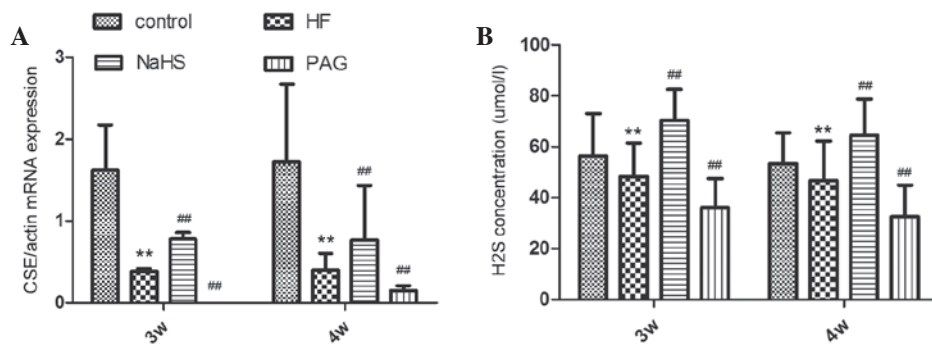 A
control
HF
NaHS
PAG
CSE/actin mRNA expression
3
2
1
0
**
##
##
**
##
##
3w
4w
B
H2S concentration (umol/l)
100
80
60
40
20
0
**
##
##
**
##
##
3w
4w